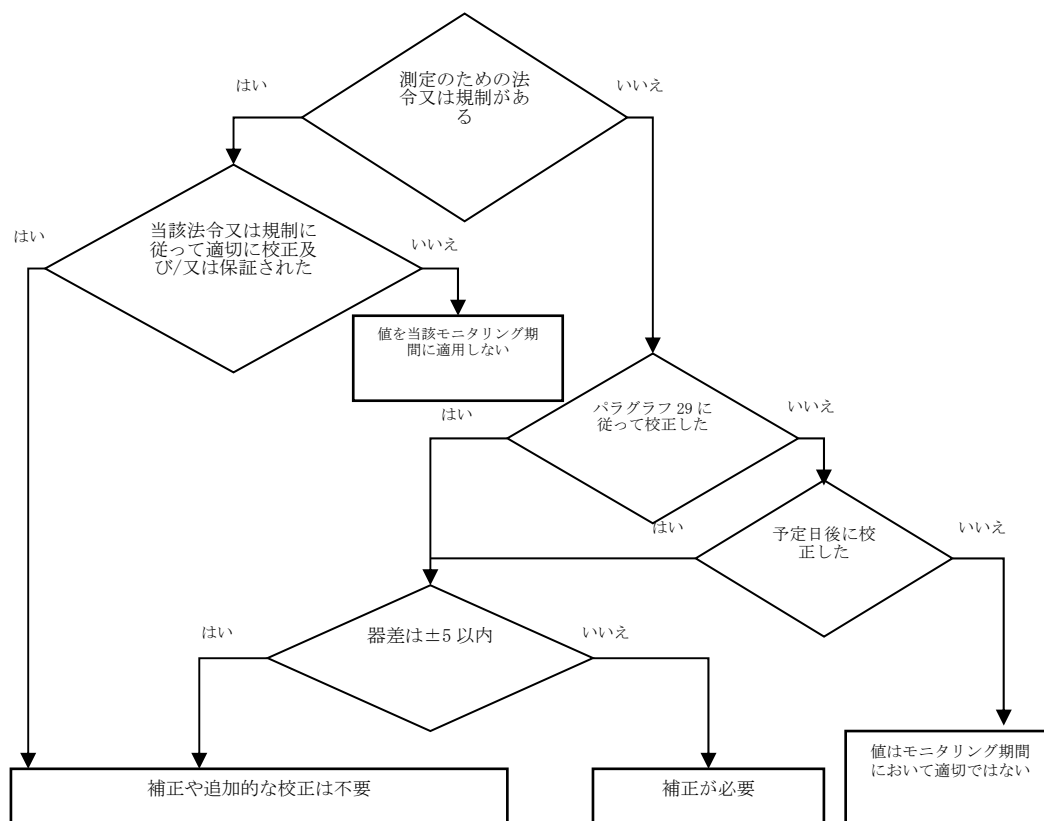 はい
測定のための法
令又は規制があ
る
いいえ
はい
当該法令又は規制に
従って適切に校正及
び/又は保証された
いいえ
値を当該モニタリング期
間に適用しない
はい
パラグラフ 29 に
従って校正した
いいえ
はい
予定日後に校
正した
いいえ
はい
器差は±5 以内
いいえ
補正や追加的な校正は不要
補正が必要
値はモニタリング期間
において適切ではない